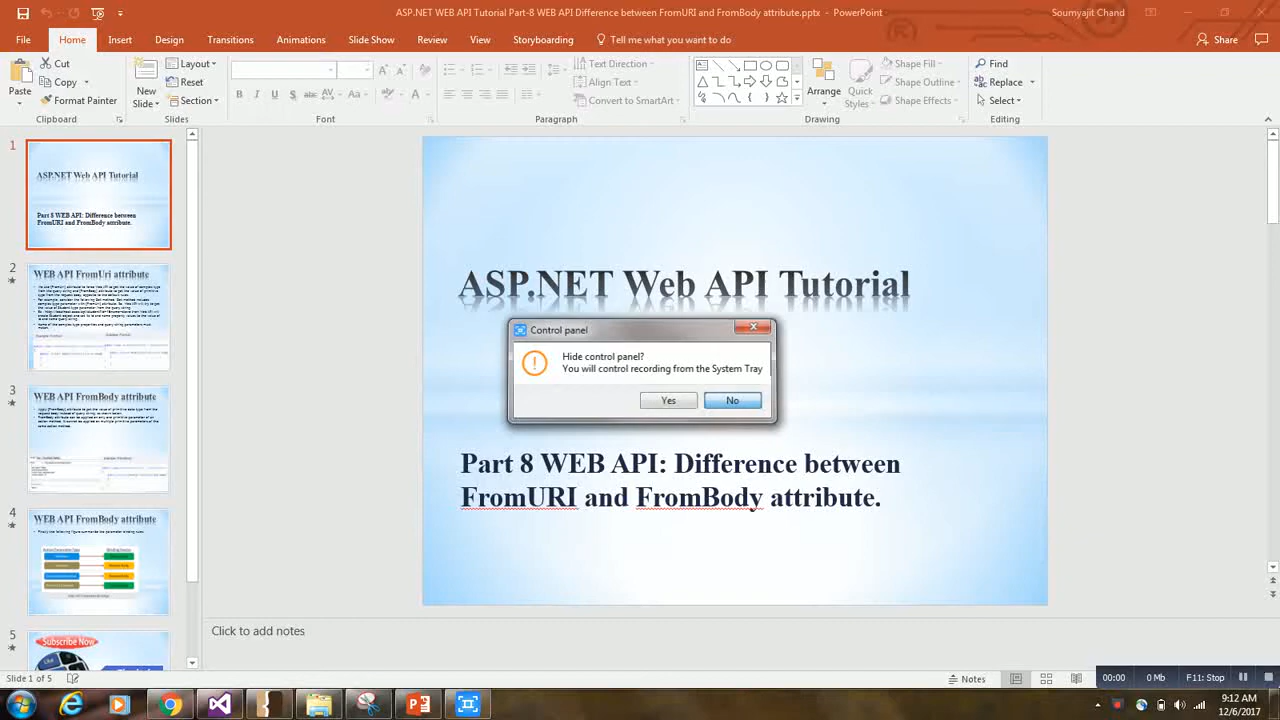 ASP.NET WEB API Tutorial Part-8 WEB API Difference between FromURI and FromBody attribute.pptx - PowerPoint
Soumyajit Chand
File Home Insert Design Transitions Animations Slide Show Review View Storyboarding Tell me what you want to do Share
Paste
Cut
Copy
Format Painter
Clipboard
New
Slide
Layout
Reset
Section
Slides
B I U S abc AV Aa A
Font
Text Direction
Align Text
Convert to SmartArt
Paragraph
Arrange
Quick
Styles
Shape Fill
Shape Outline
Shape Effects
Drawing
Find
Replace
Select
Editing
1
ASP.NET Web API Tutorial
Part 8 WEB API: Difference between
FromURI and FromBody attribute.
2
WEB API FromUri attribute
3
WEB API FromBody attribute
4
WEB API FromBody attribute
5
Subscribe Now
ASP.NET Web API Tutorial
Control panel
Hide control panel?
You will control recording from the System Tray
Yes No
Part 8 WEB API: Difference between
FromURI and FromBody attribute.
Click to add notes
Slide 1 of 5
Notes
00:00 0 Mb F11: Stop
9:12 AM
12/6/2017